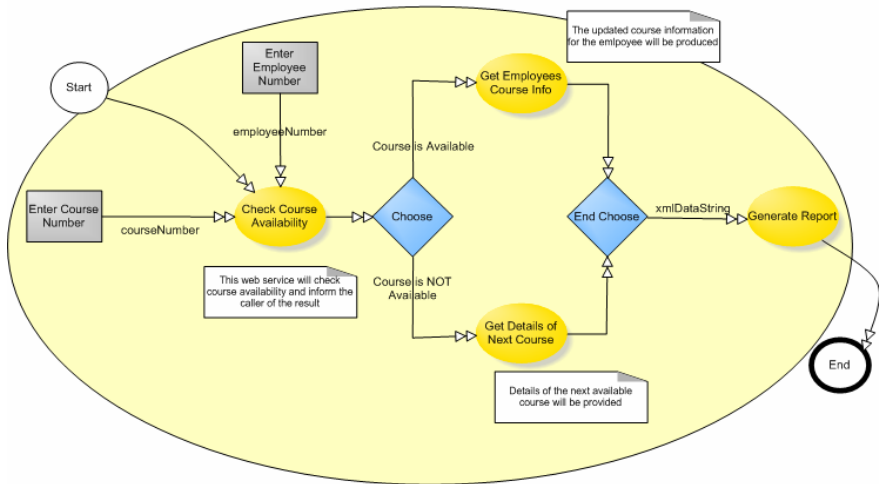 The updated course information
for the emlpoyee will be produced
Enter
Employee
Number
Start
Get Employees
Course Info
employeeNumber
Course is Available
Enter Course
Number
courseNumber
Check Course
Availability
Choose
End Choose
xmlDataString
Generate Report
This web service will check
course availability and inform the
caller of the result
Course is NOT
Available
Get Details of
Next Course
End
Details of the next available
course will be provided